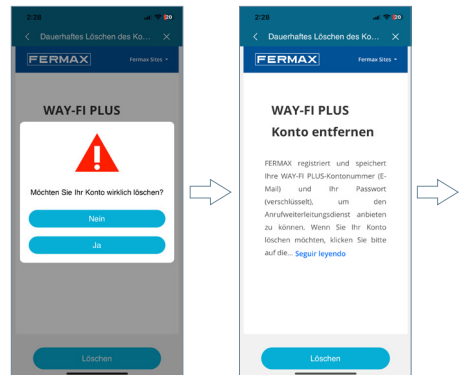 2:28
20
Dauerhaftes Löschen des Ko...
FERMAX
Fermax Sites
WAY-FI PLUS
Möchten Sie Ihr Konto wirklich löschen?
Nein
Ja
Löschen
2:28
20
Dauerhaftes Löschen des Ko...
FERMAX
Fermax Sites
WAY-FI PLUS
Konto entfernen
FERMAX registriert und speichert
Ihre WAY-FI PLUS-Kontonummer (E-
Mail) und Ihr Passwort
(verschlüsselt), um den
Anrufweiterleitungsdienst anbieten
zu können. Wenn Sie Ihr Konto
löschen möchten, klicken Sie bitte
auf die... Seguir leyendo
Löschen